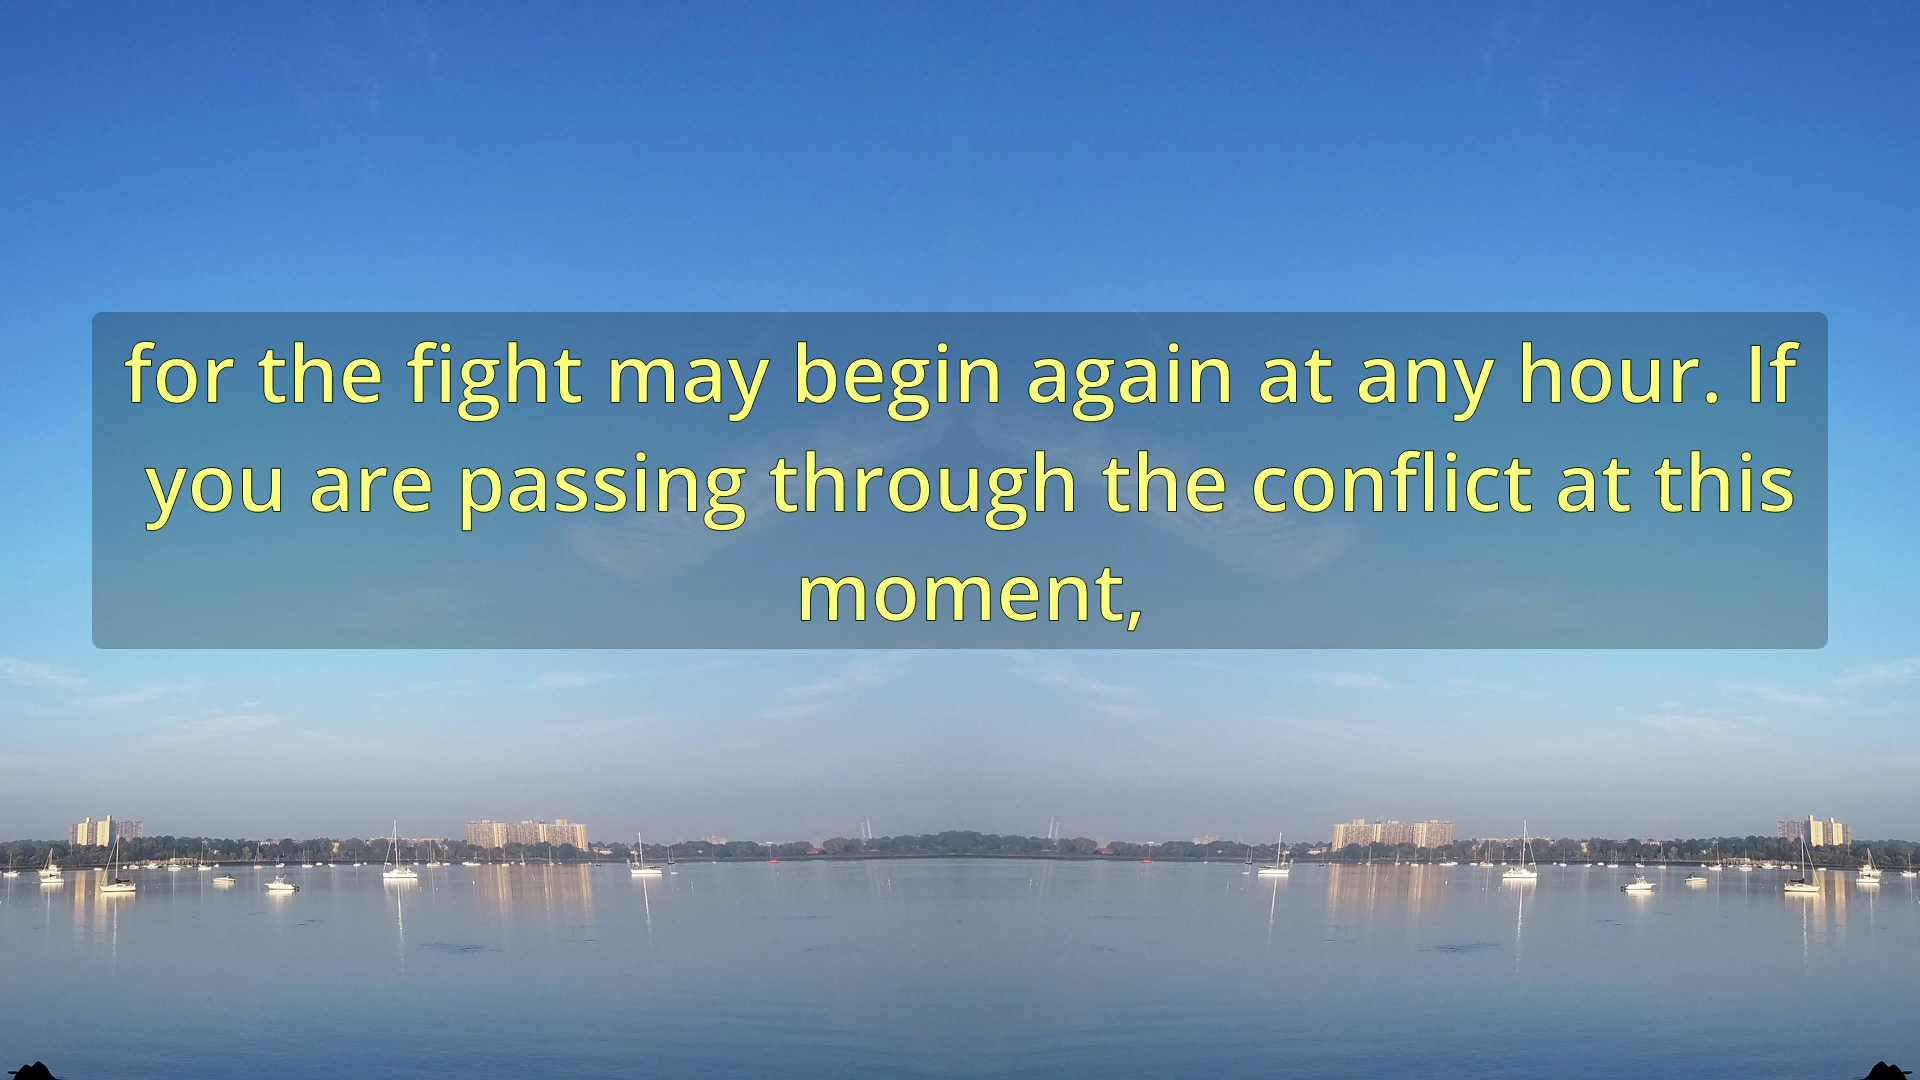 for the fight may begin again at any hour. If
you are passing through the conflict at this
moment,